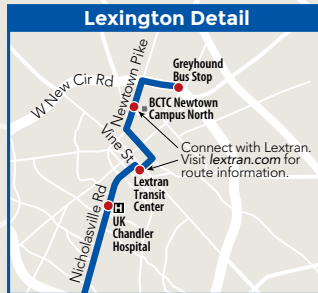 Lexington Detail
Greyhound
Bus Stop
Newtown Pike
W New Cir Rd
BCTC Newtown
Campus North
Vine St
Connect with Lextran.
Visit lextran.com for
route information.
Lextran
Transit
Center
Nicholasville Rd
H
UK
Chandler
Hospital